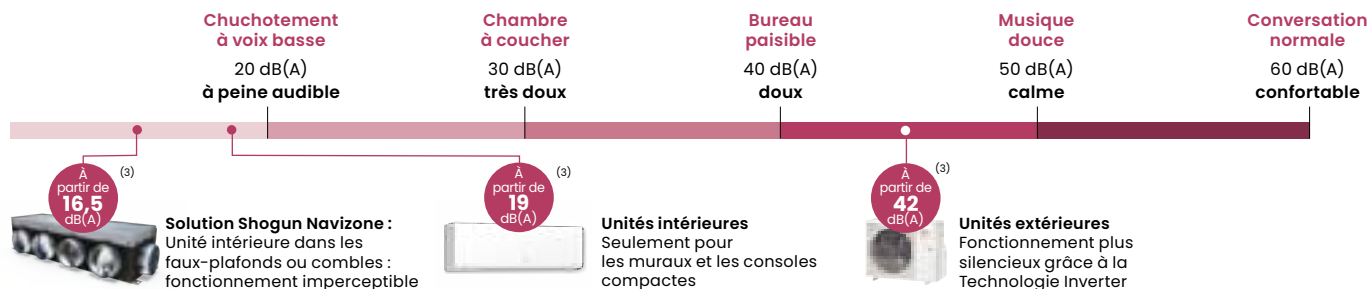 Chuchotement
à voix basse
20 dB(A)
à peine audible
Chambre
à coucher
30 dB(A)
très doux
Bureau
paisible
40 dB(A)
doux
Musique
douce
50 dB(A)
calme
Conversation
normale
60 dB(A)
confortable
À
partir de
16,5
dB(A)
(3)
Solution Shogun Navizone :
Unité intérieure dans les
faux-plafonds ou combles :
fonctionnement imperceptible
À
partir de
19
dB(A)
(3)
Unités intérieures
Seulement pour
les muraux et les consoles
compactes
À
partir de
42
dB(A)
(3)
Unités extérieures
Fonctionnement plus
silencieux grâce à la
Technologie Inverter